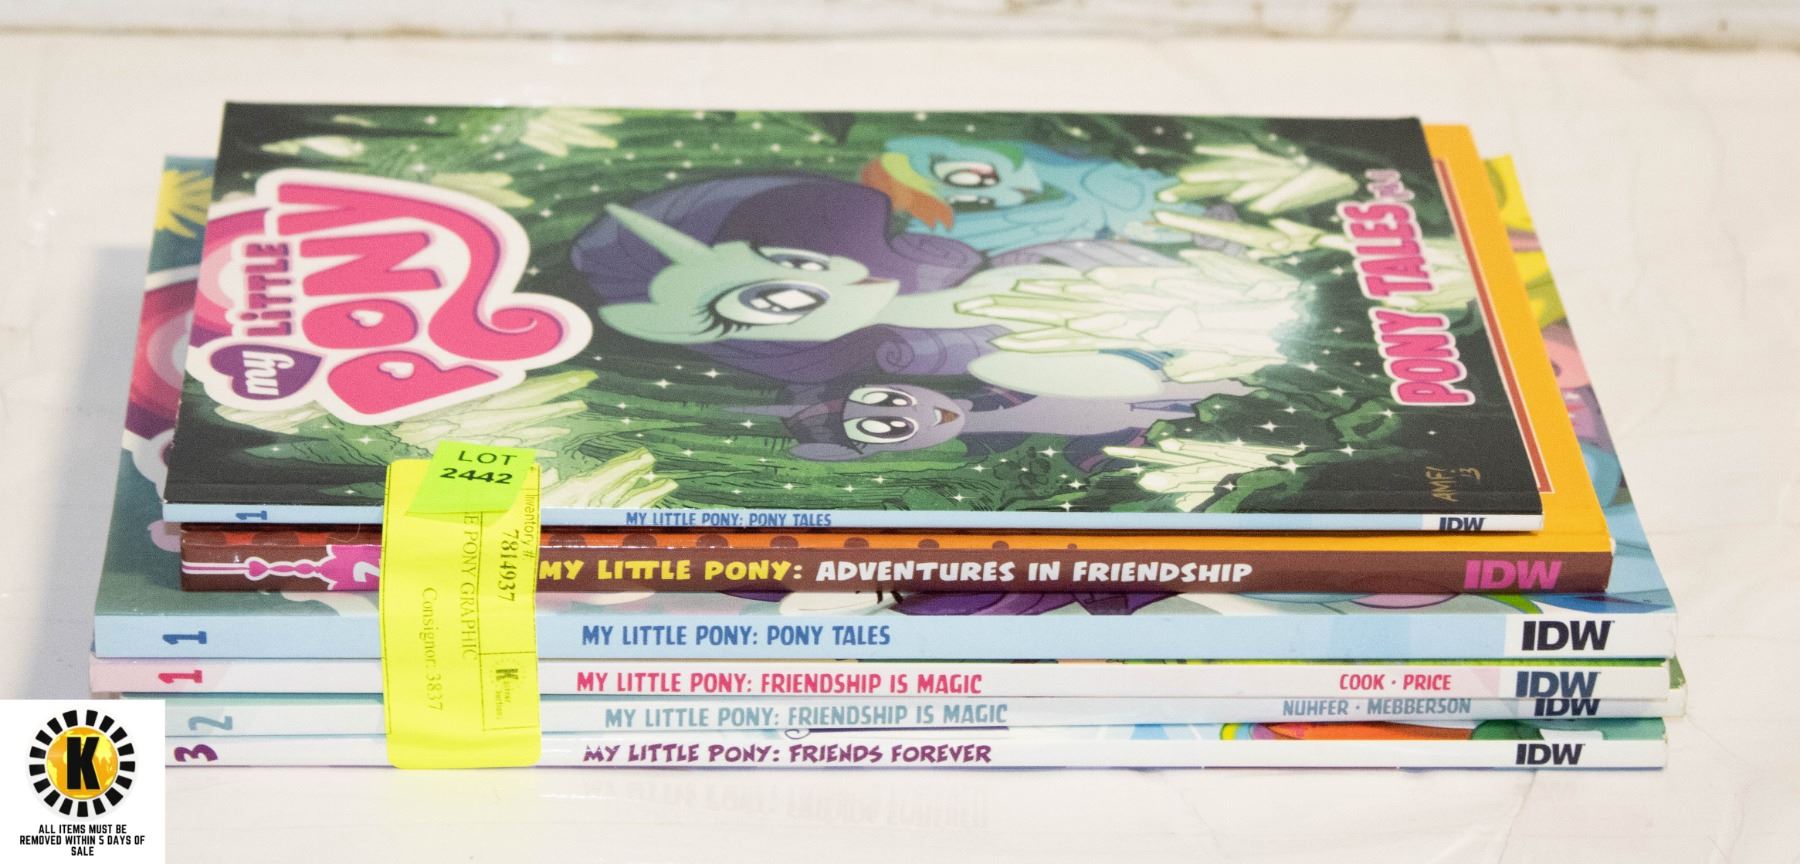 my LiTTLE PONY
PONY TALES
AMF! 13
LOT
2442
Inventory #
7814937
E PONY GRAPHIC
Consignor: 3837
1 MY LITTLE PONY: PONY TALES IDW
2 MY LITTLE PONY: ADVENTURES IN FRIENDSHIP IDW
1 MY LITTLE PONY: PONY TALES IDW
1 MY LITTLE PONY: FRIENDSHIP IS MAGIC COOK · PRICE IDW
2 MY LITTLE PONY: FRIENDSHIP IS MAGIC NUHFER · MEBBERSON IDW
3 MY LITTLE PONY: FRIENDS FOREVER IDW
K
ALL ITEMS MUST BE
REMOVED WITHIN 5 DAYS OF
SALE